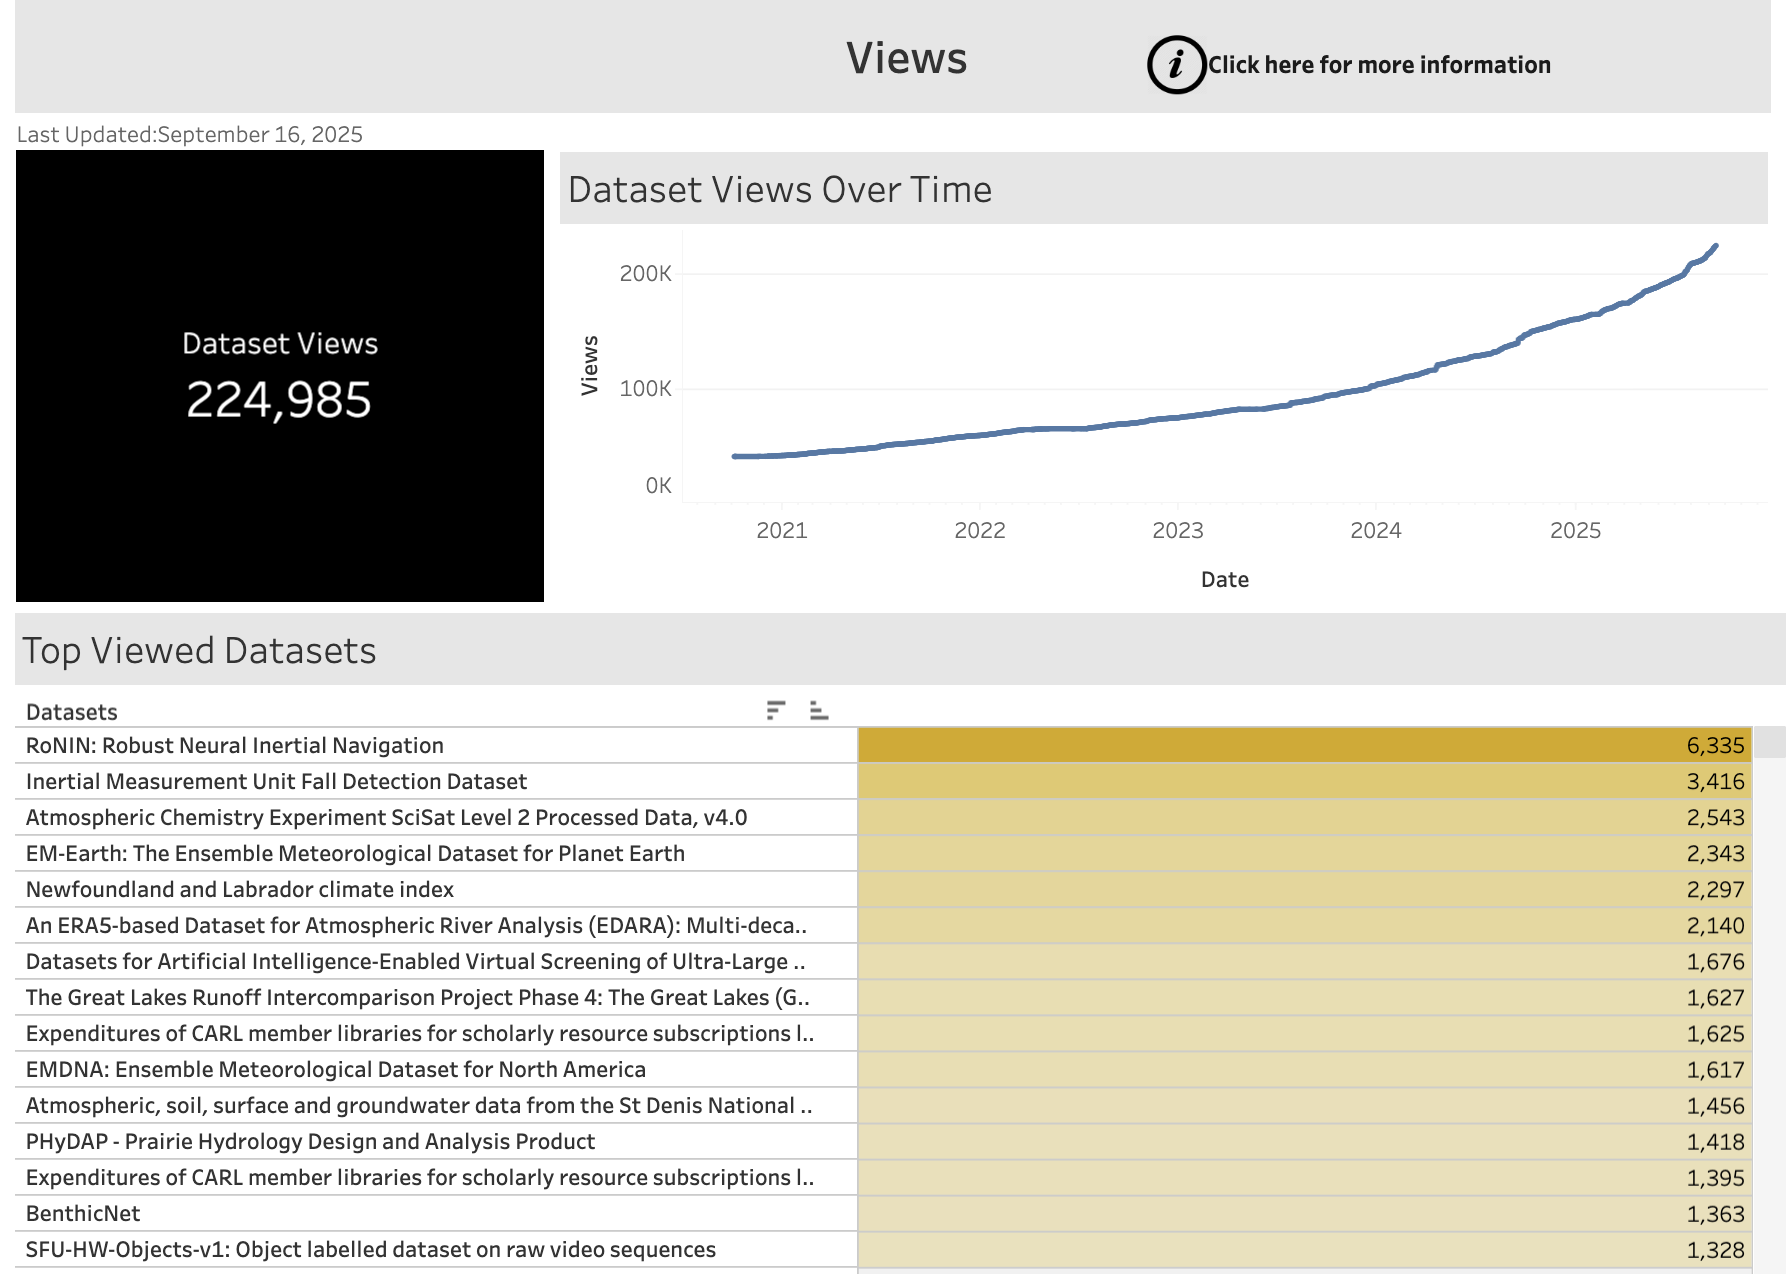 Views
i Click here for more information
Last Updated:September 16, 2025
Dataset Views
224,985
Dataset Views Over Time
Views
200K
100K
0K
2021 2022 2023 2024 2025
Date
Top Viewed Datasets
Datasets
RoNIN: Robust Neural Inertial Navigation 6,335
Inertial Measurement Unit Fall Detection Dataset 3,416
Atmospheric Chemistry Experiment SciSat Level 2 Processed Data, v4.0 2,543
EM-Earth: The Ensemble Meteorological Dataset for Planet Earth 2,343
Newfoundland and Labrador climate index 2,297
An ERA5-based Dataset for Atmospheric River Analysis (EDARA): Multi-deca.. 2,140
Datasets for Artificial Intelligence-Enabled Virtual Screening of Ultra-Large .. 1,676
The Great Lakes Runoff Intercomparison Project Phase 4: The Great Lakes (G.. 1,627
Expenditures of CARL member libraries for scholarly resource subscriptions l.. 1,625
EMDNA: Ensemble Meteorological Dataset for North America 1,617
Atmospheric, soil, surface and groundwater data from the St Denis National .. 1,456
PHyDAP - Prairie Hydrology Design and Analysis Product 1,418
Expenditures of CARL member libraries for scholarly resource subscriptions l.. 1,395
BenthicNet 1,363
SFU-HW-Objects-v1: Object labelled dataset on raw video sequences 1,328